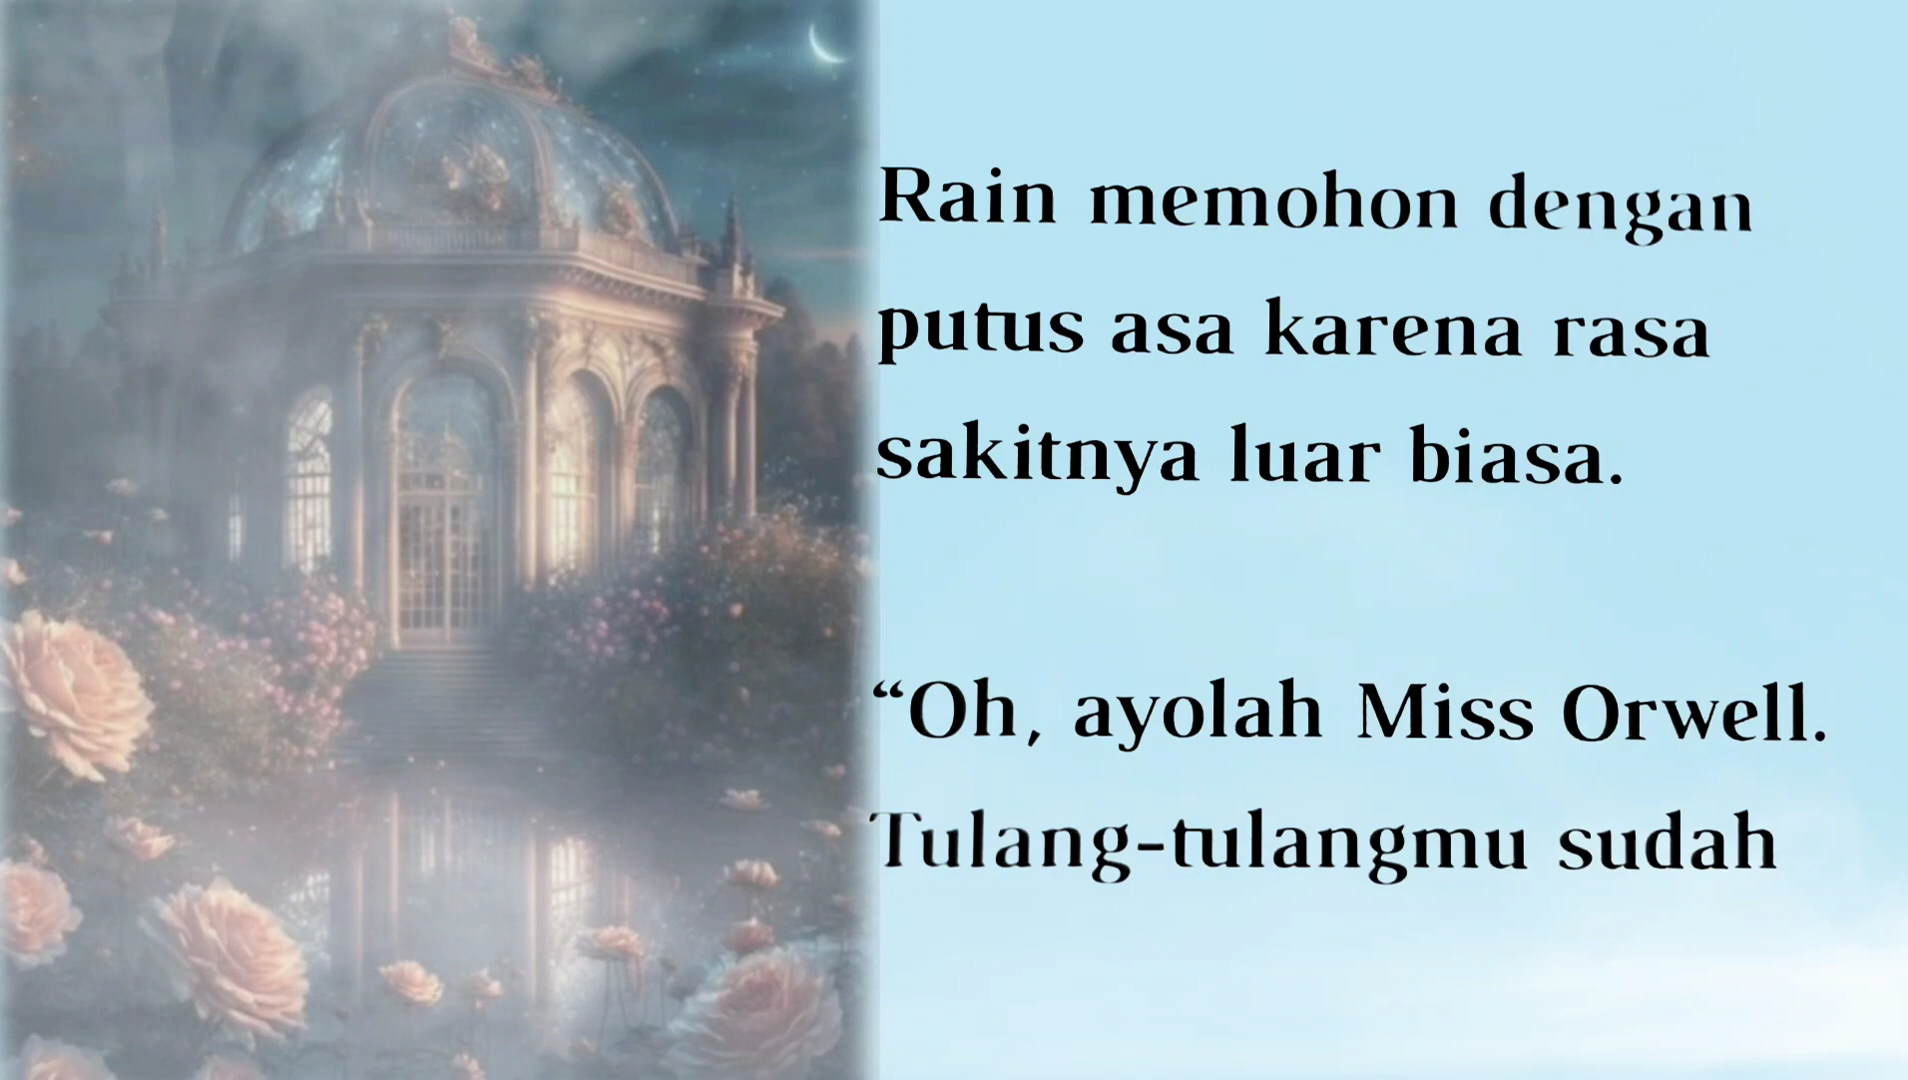 Rain memohon dengan
putus asa karena rasa
sakitnya luar biasa.
“Oh, ayolah Miss Orwell.
Tulang-tulangmu sudah